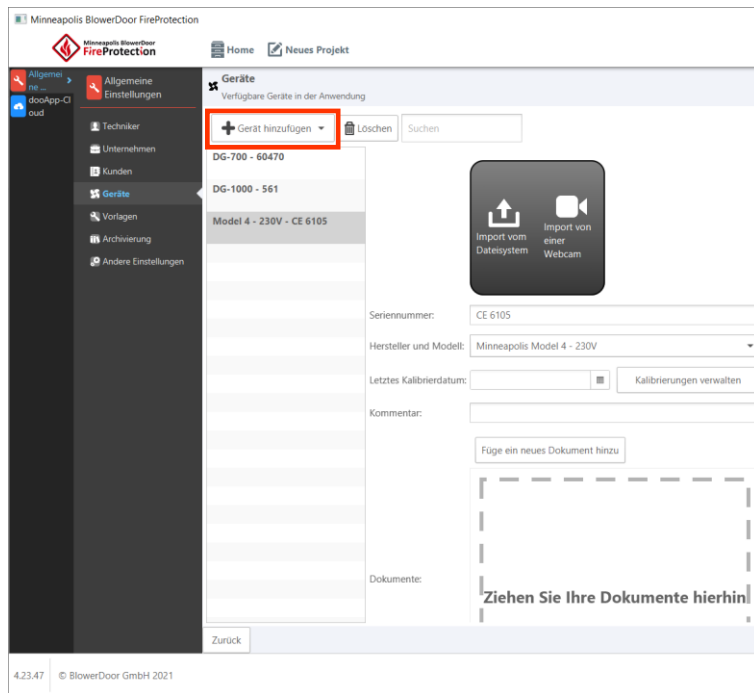 Minneapolis BlowerDoor FireProtection
Minneapolis BlowerDoor
FireProtection
Home
Neues Projekt
Allgemei
ne ...
dooApp-Cl
oud
Allgemeine
Einstellungen
Techniker
Unternehmen
Kunden
Geräte
Vorlagen
Archivierung
Andere Einstellungen
Geräte
Verfügbare Geräte in der Anwendung
Gerät hinzufügen
Löschen
Suchen
DG-700 - 60470
DG-1000 - 561
Model 4 - 230V - CE 6105
Import vom
Dateisystem
Import von
einer
Webcam
Seriennummer:
CE 6105
Hersteller und Modell:
Minneapolis Model 4 - 230V
Letztes Kalibrierdatum:
Kalibrierungen verwalten
Kommentar:
Füge ein neues Dokument hinzu
Dokumente:
Ziehen Sie Ihre Dokumente hierhin
Zurück
4.23.47
© BlowerDoor GmbH 2021